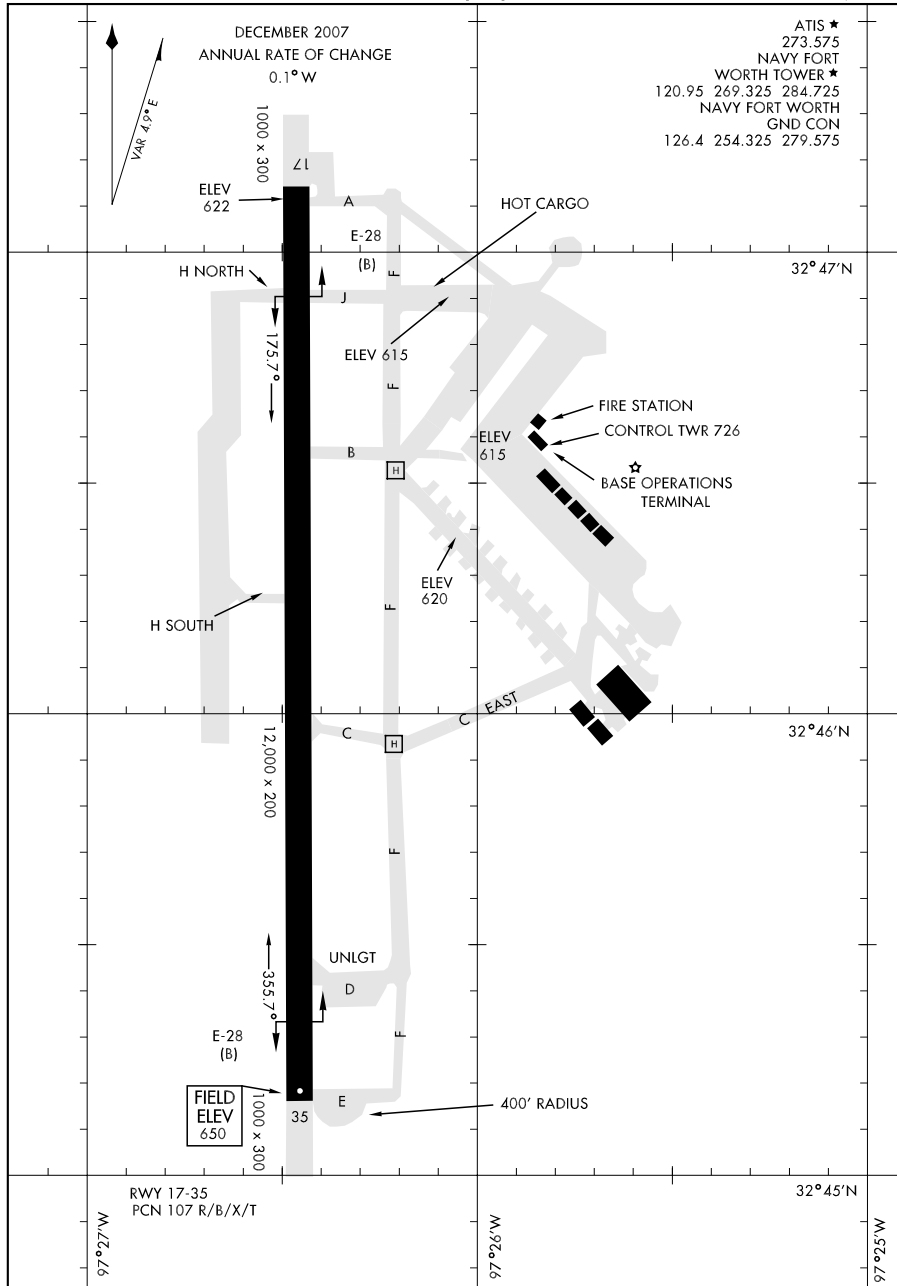 DECEMBER 2007
ANNUAL RATE OF CHANGE
0.1° W
VAR 4.9° E
ATIS ★
273.575
NAVY FORT
WORTH TOWER ★
120.95 269.325 284.725
NAVY FORT WORTH
GND CON
126.4 254.325 279.575
1000 x 300
17
ELEV
622
A
HOT CARGO
E-28
(B)
F
32° 47'N
H NORTH
J
175.7°
ELEV 615
F
FIRE STATION
CONTROL TWR 726
ELEV
615
B
H
BASE OPERATIONS
TERMINAL
ELEV
620
F
H SOUTH
C EAST
C
H
32° 46'N
12,000 x 200
F
UNLGT
D
355.7°
E-28
(B)
F
FIELD
ELEV
650
E
400' RADIUS
35
1000 x 300
RWY 17-35
PCN 107 R/B/X/T
32° 45'N
97° 27'W
97° 26'W
97° 25'W